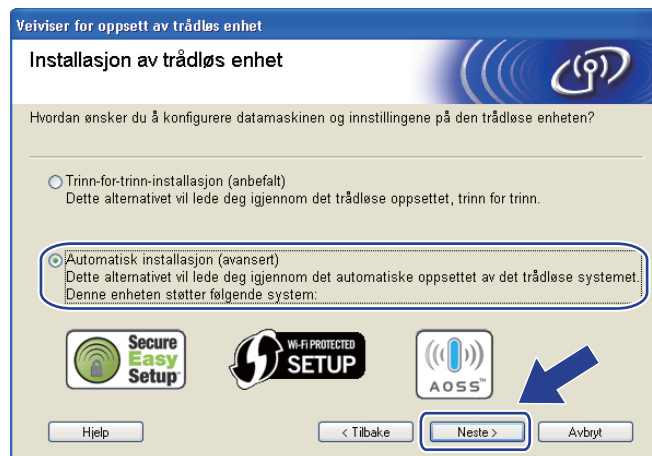 Veiviser for oppsett av trådløs enhet
Installasjon av trådløs enhet
Hvordan ønsker du å konfigurere datamaskinen og innstillingene på den trådløse enheten?
Trinn-for-trinn-installasjon (anbefalt)
Dette alternativet vil lede deg igjennom det trådløse oppsettet, trinn for trinn.
Automatisk installasjon (avansert)
Dette alternativet vil lede deg igjennom det automatiske oppsettet av det trådløse systemet.
Denne enheten støtter følgende system:
Secure
Easy
Setup
Wi-Fi PROTECTED
SETUP
AOSS™
Hjelp
< Tilbake
Neste >
Avbryt